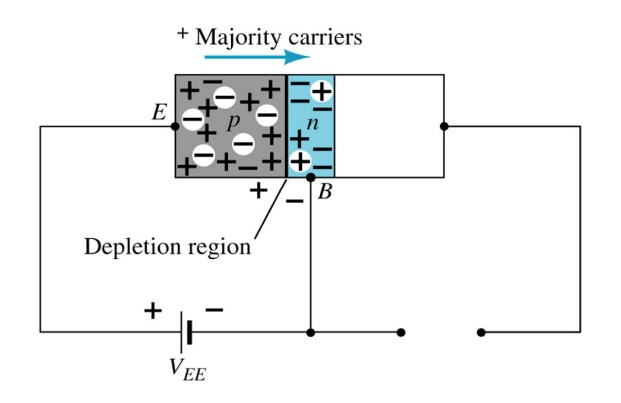 + Majority carriers
E
p
n
+
−
B
Depletion region
+
−
V_EE